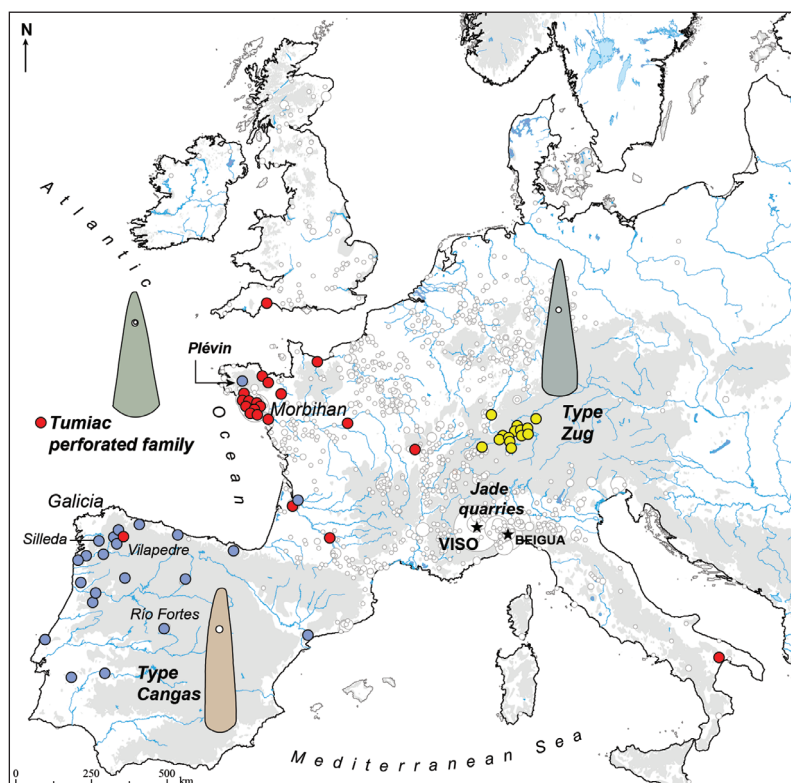 N
Atlantic
Ocean
Plévin
Morbihan
Tumiac
perforated family
Type
Zug
Jade
quarries
VISO
BEIGUA
Galicia
Silleda
Vilapedre
Río Fortes
Type
Cangas
Mediterranean Sea
0 250 500 km